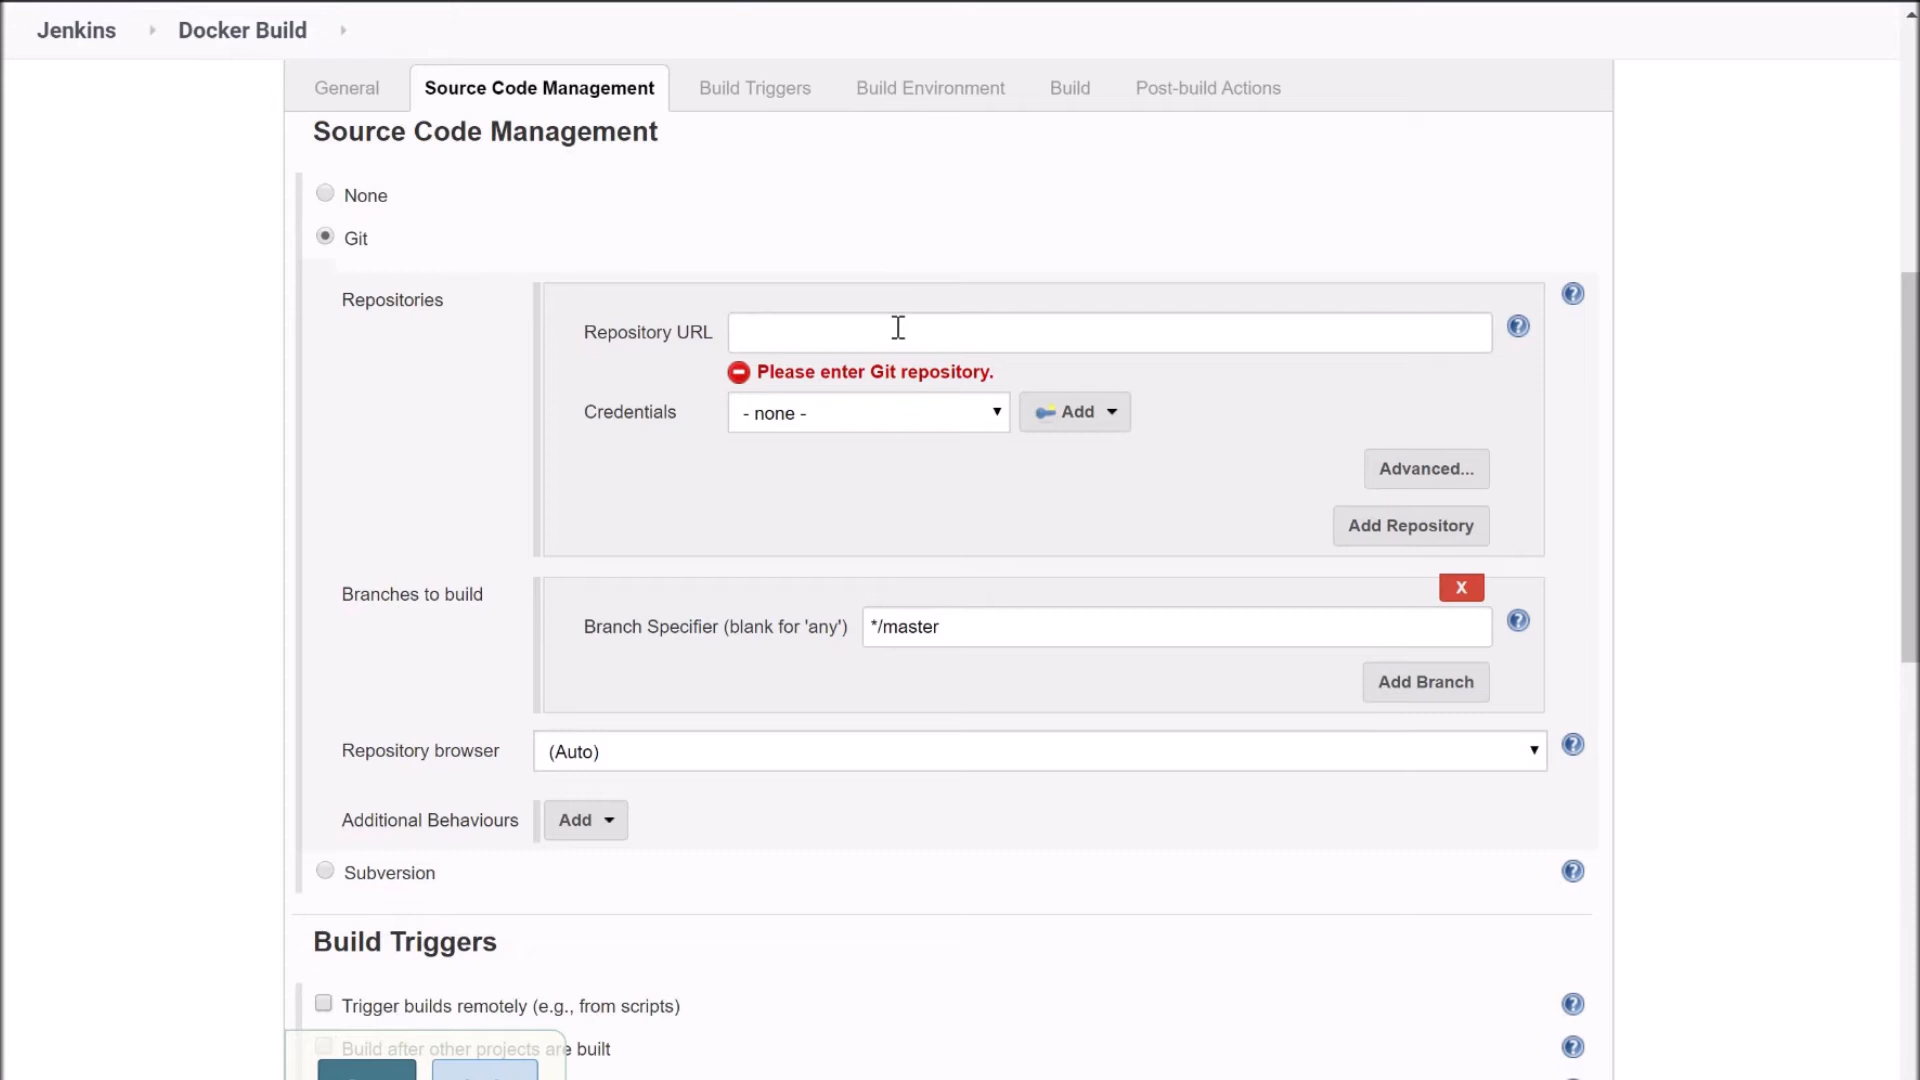 Jenkins
Docker Build
General
Source Code Management
Build Triggers
Build Environment
Build
Post-build Actions
Source Code Management
None
Git
Repositories
Repository URL
Please enter Git repository.
Credentials
- none -
Add
Advanced...
Add Repository
Branches to build
X
Branch Specifier (blank for 'any')
*/master
Add Branch
Repository browser
(Auto)
Additional Behaviours
Add
Subversion
Build Triggers
Trigger builds remotely (e.g., from scripts)
Build after other projects are built